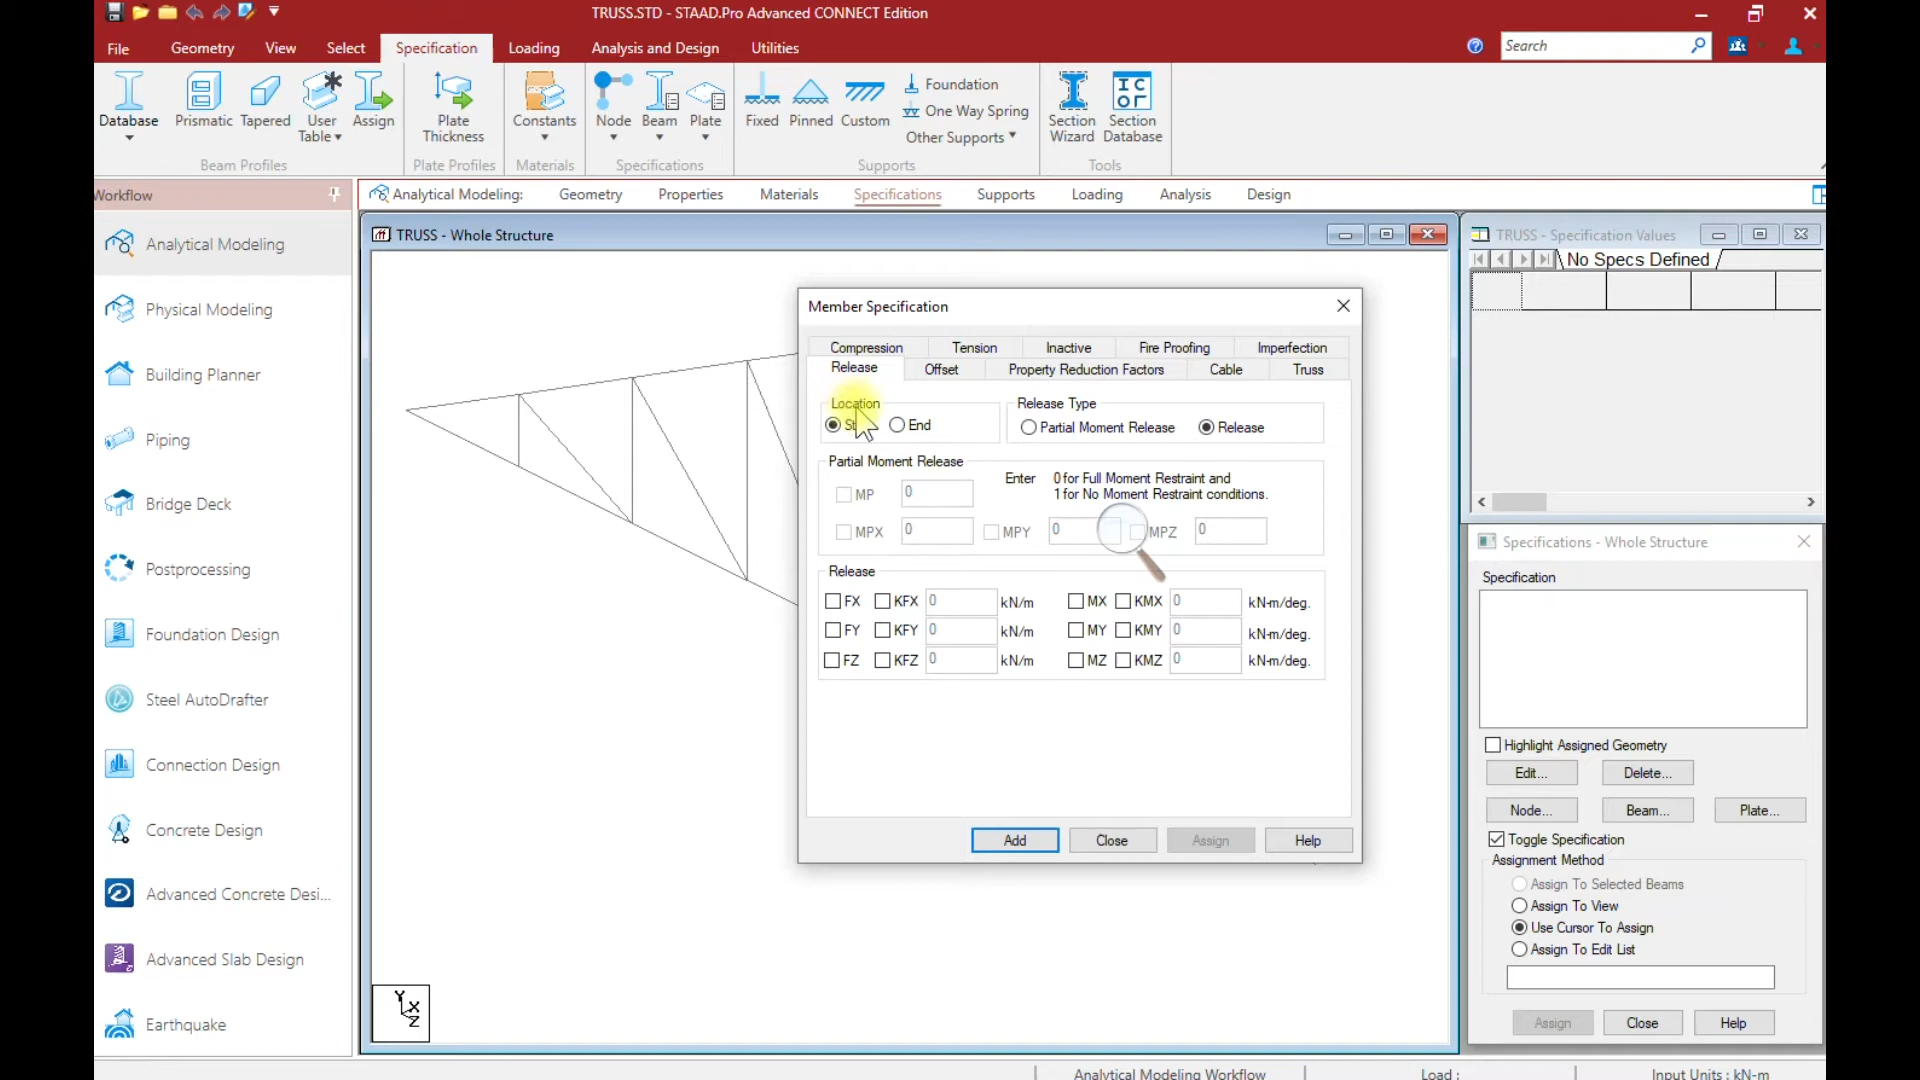 TRUSS.STD - STAAD.Pro Advanced CONNECT Edition
File Geometry View Select Specification Loading Analysis and Design Utilities
Search
Database Prismatic Tapered User Table Assign
Beam Profiles
Plate Thickness
Plate Profiles
Constants
Materials
Node Beam Plate
Specifications
Fixed Pinned Custom
Foundation
One Way Spring
Other Supports
Supports
Section Wizard Section Database
Tools
Workflow
Analytical Modeling: Geometry Properties Materials Specifications Supports Loading Analysis Design
Analytical Modeling
Physical Modeling
Building Planner
Piping
Bridge Deck
Postprocessing
Foundation Design
Steel AutoDrafter
Connection Design
Concrete Design
Advanced Concrete Desi...
Advanced Slab Design
Earthquake
TRUSS - Whole Structure
Y
X
Z
Member Specification
Compression Tension Inactive Fire Proofing Imperfection
Release Offset Property Reduction Factors Cable Truss
Location
End
Release Type
Partial Moment Release Release
Partial Moment Release
Enter 0 for Full Moment Restraint and
1 for No Moment Restraint conditions.
MP 0
MPX 0 MPY 0 MPZ 0
Release
FX KFX 0 kN/m MX KMX 0 kN-m/deg.
FY KFY 0 kN/m MY KMY 0 kN-m/deg.
FZ KFZ 0 kN/m MZ KMZ 0 kN-m/deg.
Add Close Assign Help
TRUSS - Specification Values
No Specs Defined
Specifications - Whole Structure
Specification
Highlight Assigned Geometry
Edit... Delete...
Node... Beam... Plate...
Toggle Specification
Assignment Method
Assign To Selected Beams
Assign To View
Use Cursor To Assign
Assign To Edit List
Assign Close Help
Analytical Modeling Workflow Load : Input Units : kN-m